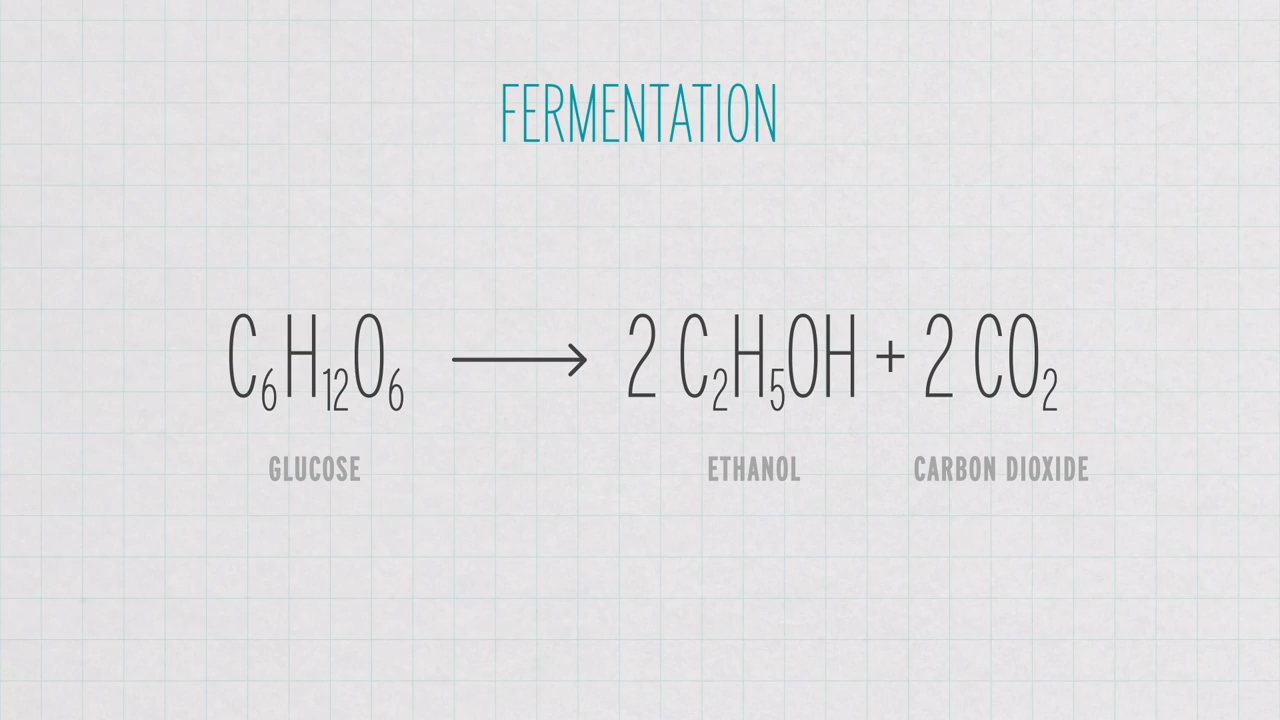 FERMENTATION
C₆H₁₂O₆ → 2 C₂H₅OH + 2 CO₂
GLUCOSE ETHANOL CARBON DIOXIDE